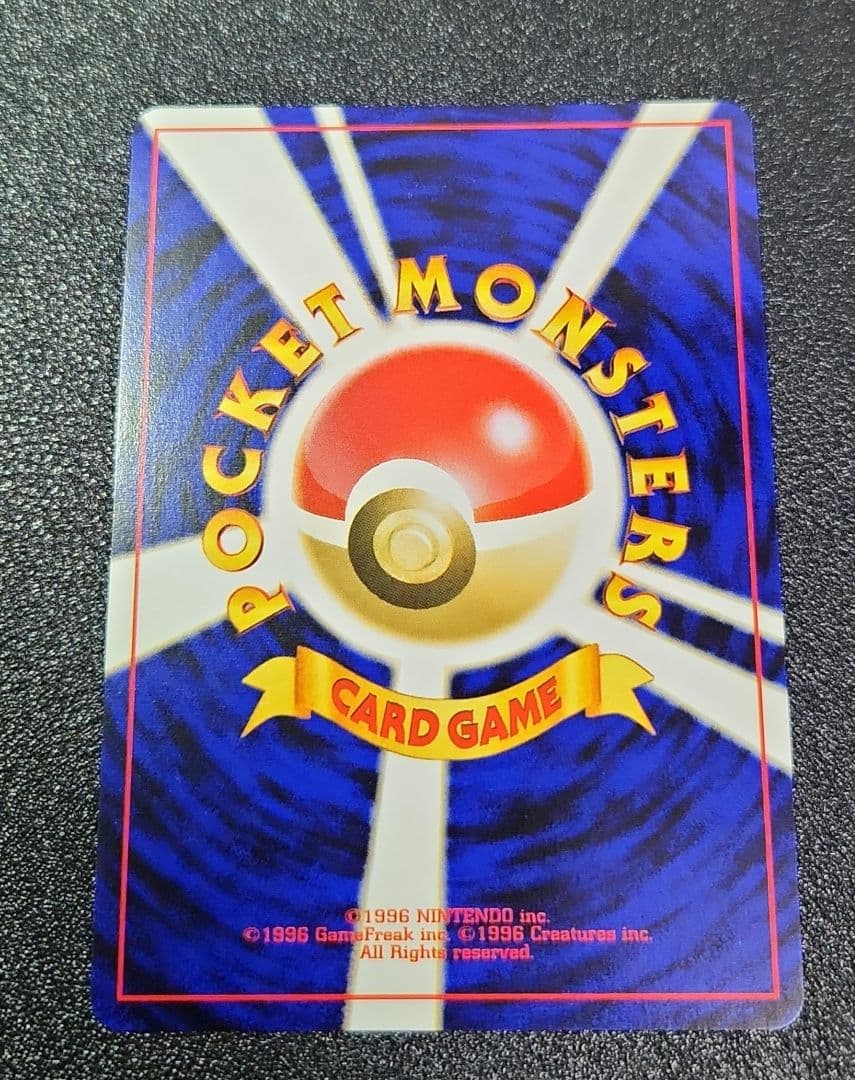 POCKET MONSTERS
CARD GAME
©1996 NINTENDO inc.
©1996 GameFreak inc. ©1996 Creatures inc.
All Rights reserved.